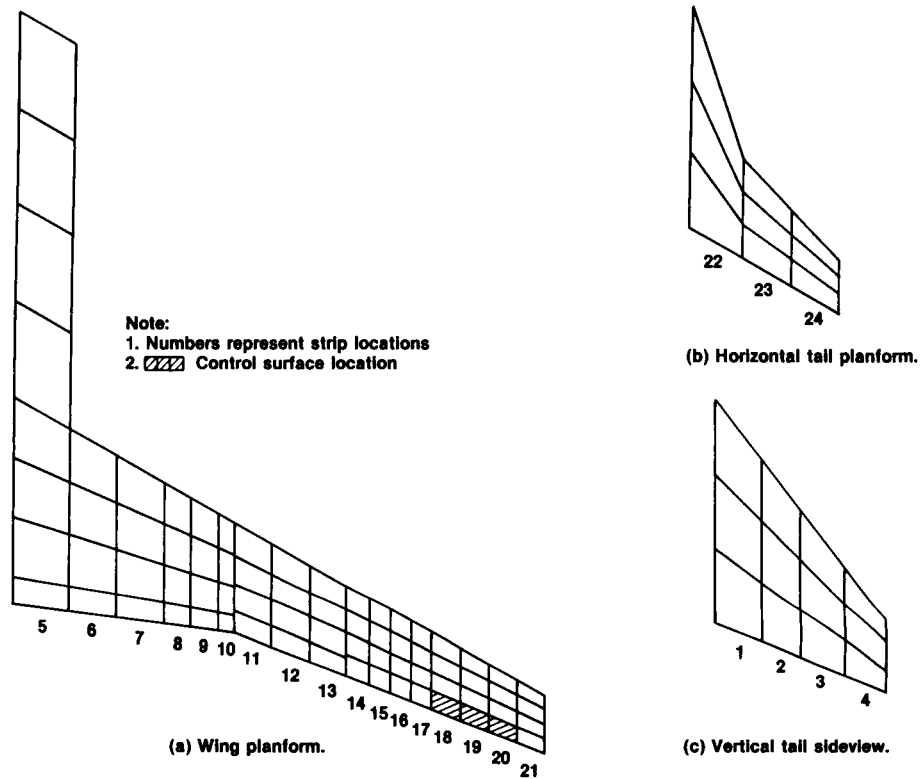 Note:
1. Numbers represent strip locations
2. Control surface location
5 6 7 8 9 10 11 12 13 14 15 16 17 18 19 20 21
(a) Wing planform.
22 23 24
(b) Horizontal tail planform.
1 2 3 4
(c) Vertical tail sideview.